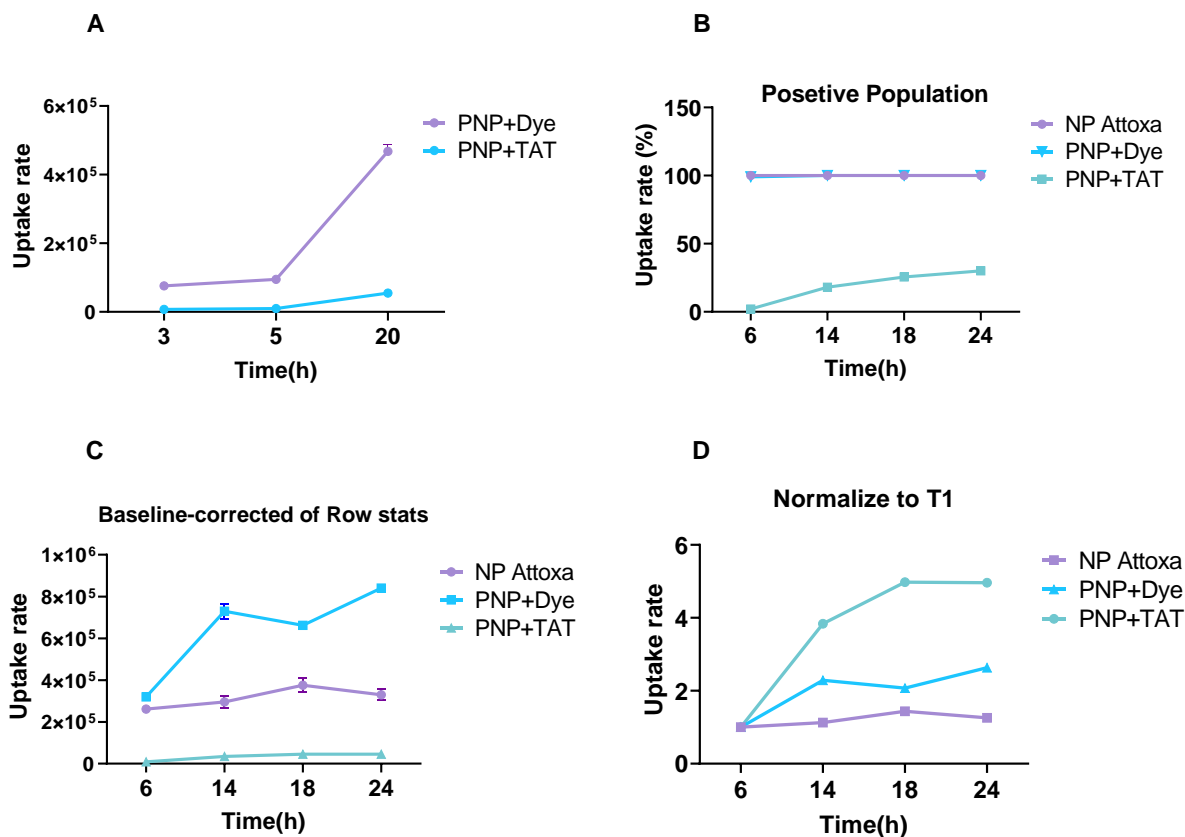 A
6×10⁵
4×10⁵
2×10⁵
0
Uptake rate
3
5
20
Time(h)
PNP+Dye
PNP+TAT
B
Posetive Population
150
100
50
0
Uptake rate (%)
6
14
18
24
Time(h)
NP Attoxa
PNP+Dye
PNP+TAT
C
Baseline-corrected of Row stats
1×10⁶
8×10⁵
6×10⁵
4×10⁵
2×10⁵
0
Uptake rate
6
14
18
24
Time(h)
NP Attoxa
PNP+Dye
PNP+TAT
D
Normalize to T1
6
4
2
0
Uptake rate
6
14
18
24
Time(h)
NP Attoxa
PNP+Dye
PNP+TAT